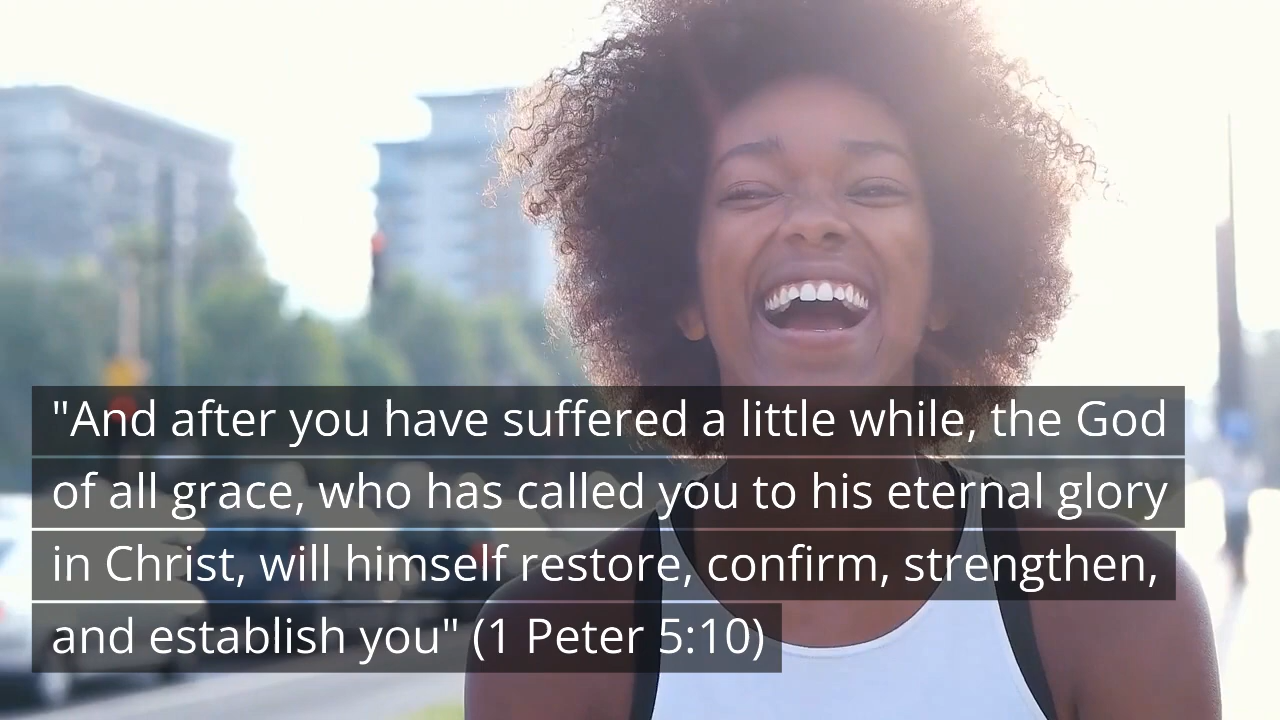 "And after you have suffered a little while, the God
of all grace, who has called you to his eternal glory
in Christ, will himself restore, confirm, strengthen,
and establish you" (1 Peter 5:10)